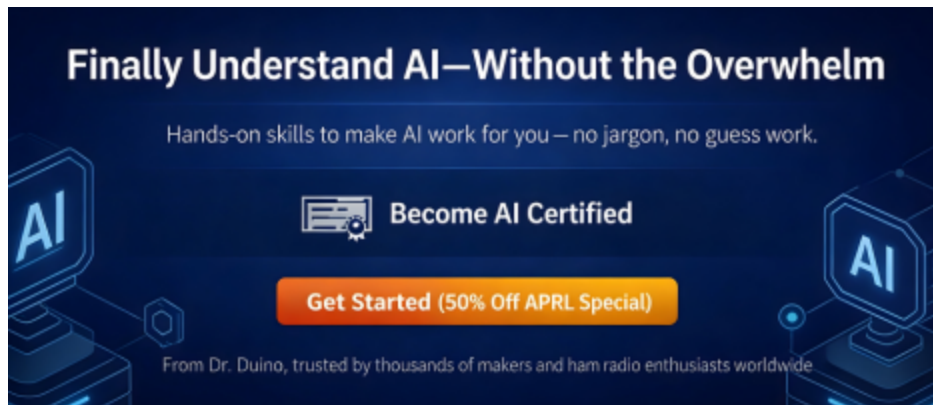 Finally Understand AI—Without the Overwhelm
Hands-on skills to make AI work for you – no jargon, no guess work.
AI
Become AI Certified
AI
Get Started (50% Off APRL Special)
From Dr. Duino, trusted by thousands of makers and ham radio enthusiasts worldwide